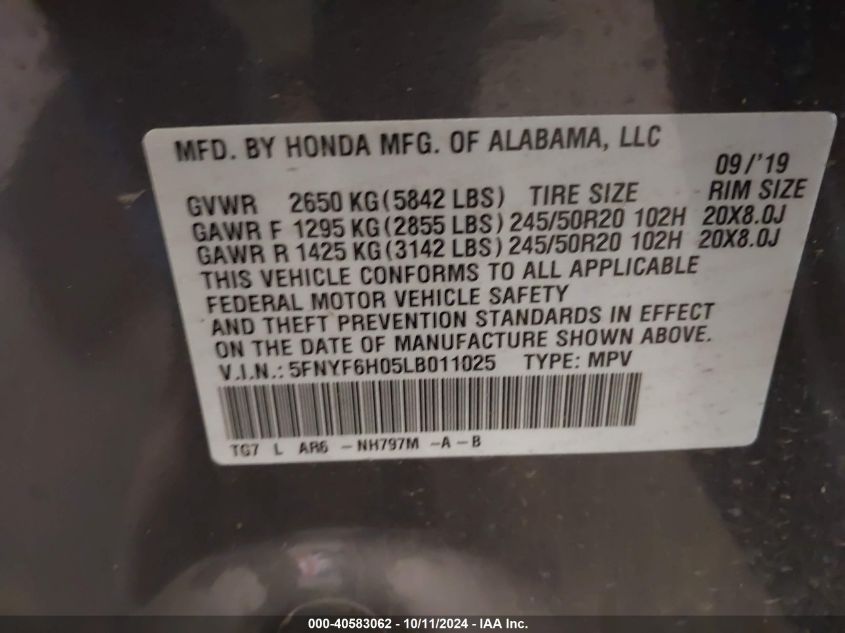 MFD. BY HONDA MFG. OF ALABAMA, LLC
09/'19
GVWR 2650 KG(5842 LBS) TIRE SIZE RIM SIZE
GAWR F 1295 KG(2855 LBS) 245/50R20 102H 20X8.0J
GAWR R 1425 KG(3142 LBS) 245/50R20 102H 20X8.0J
THIS VEHICLE CONFORMS TO ALL APPLICABLE
FEDERAL MOTOR VEHICLE SAFETY
AND THEFT PREVENTION STANDARDS IN EFFECT
ON THE DATE OF MANUFACTURE SHOWN ABOVE.
V.I.N.: 5FNYF6H05LB011025 TYPE: MPV
TG7 L AR6 -NH797M -A -B
000-40583062 - 10/11/2024 - IAA Inc.